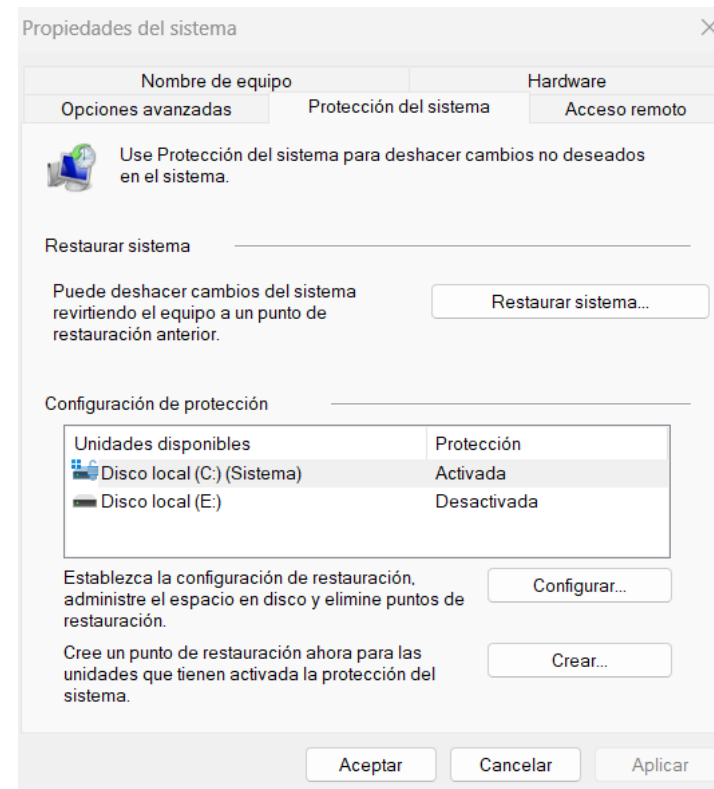 Propiedades del sistema
Nombre de equipo
Hardware
Opciones avanzadas
Protección del sistema
Acceso remoto
Use Protección del sistema para deshacer cambios no deseados
en el sistema.
Restaurar sistema
Puede deshacer cambios del sistema
revirtiendo el equipo a un punto de
restauración anterior.
Restaurar sistema...
Configuración de protección
Unidades disponibles
Protección
Disco local (C:) (Sistema)
Activada
Disco local (E:)
Desactivada
Establezca la configuración de restauración,
administre el espacio en disco y elimine puntos de
restauración.
Configurar...
Cree un punto de restauración ahora para las
unidades que tienen activada la protección del
sistema.
Crear...
Aceptar
Cancelar
Aplicar